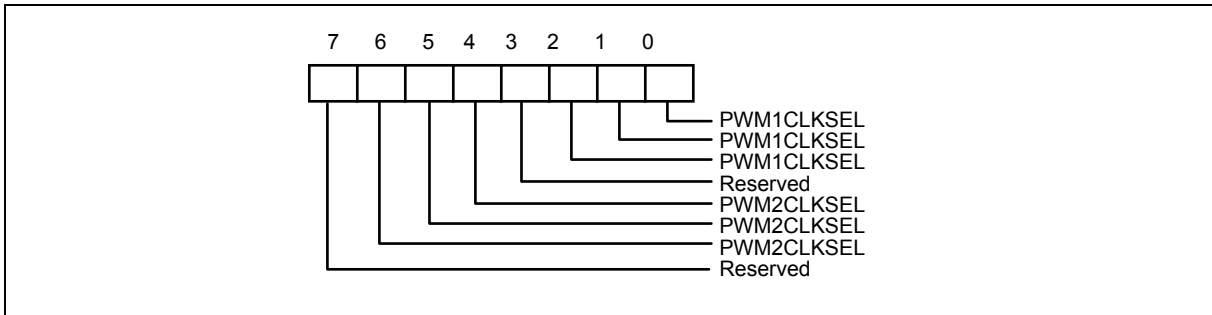 7 6 5 4 3 2 1 0
PWM1CLKSEL
PWM1CLKSEL
PWM1CLKSEL
Reserved
PWM2CLKSEL
PWM2CLKSEL
PWM2CLKSEL
Reserved